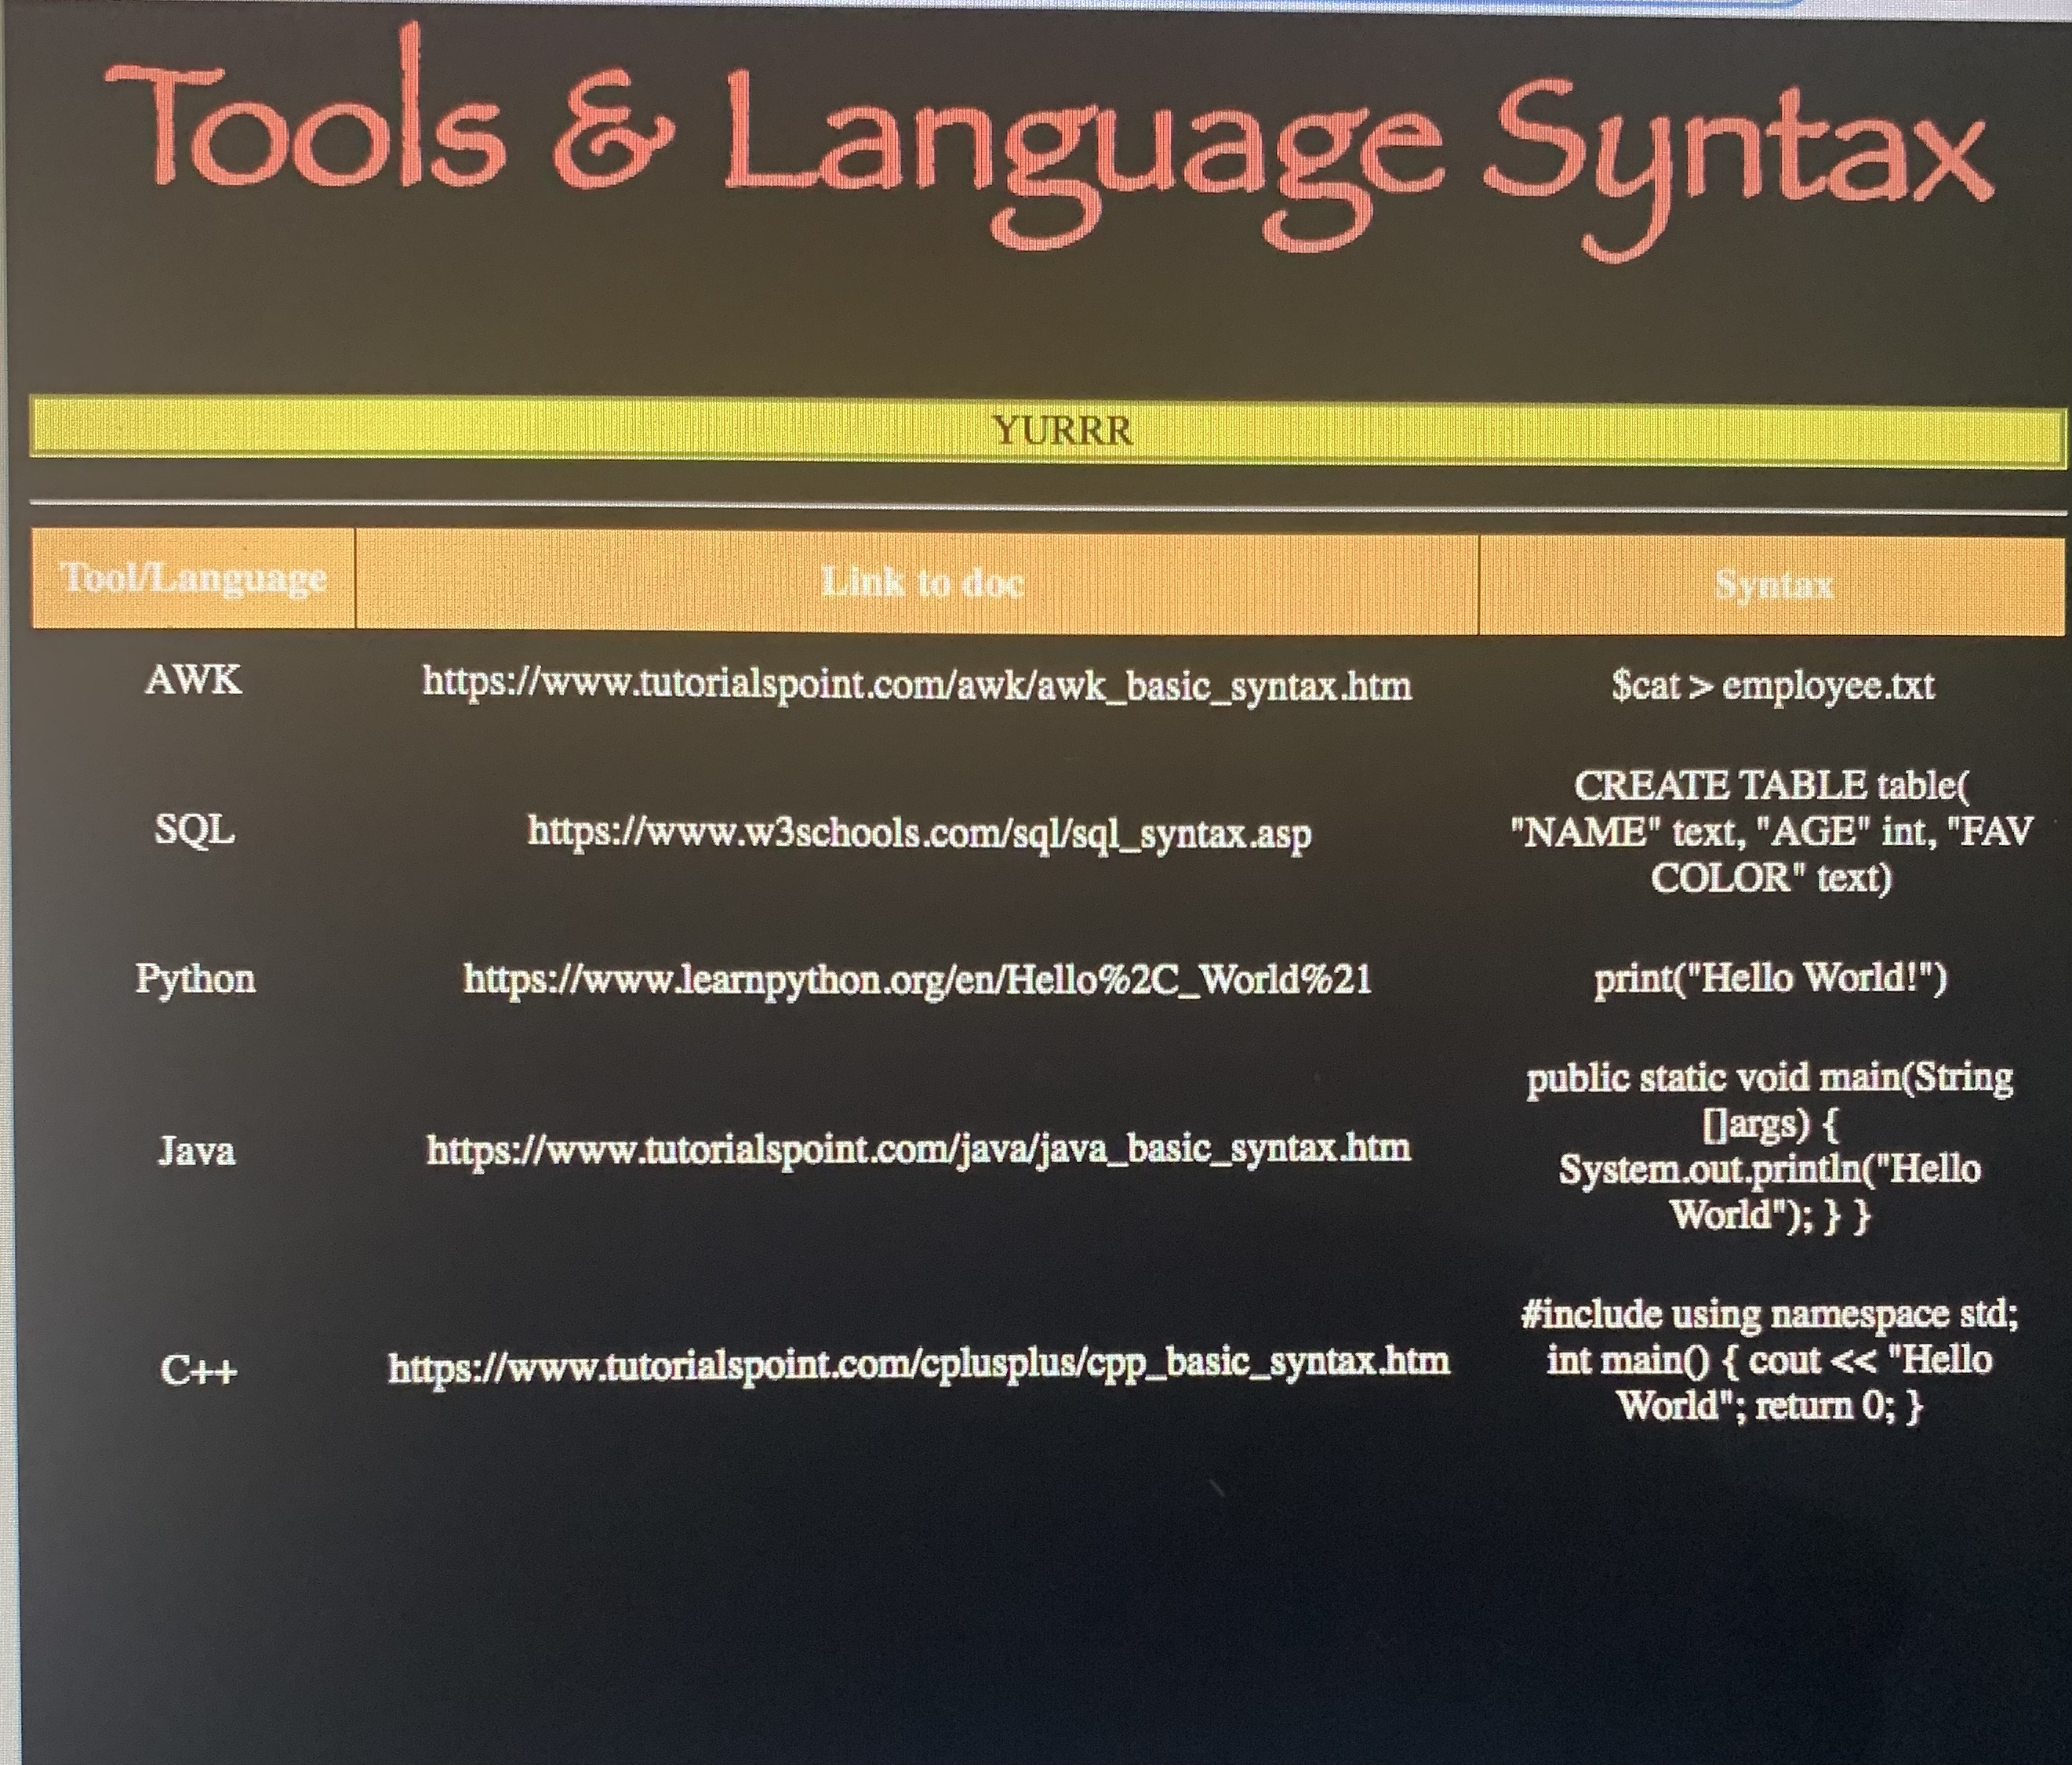 Tools & Language Syntax
YURRR
Tool/Language Link to doc Syntax
AWK https://www.tutorialspoint.com/awk/awk_basic_syntax.htm $cat > employee.txt
SQL https://www.w3schools.com/sql/sql_syntax.asp CREATE TABLE table(
"NAME" text, "AGE" int, "FAV
COLOR" text)
Python https://www.learnpython.org/en/Hello%2C_World%21 print("Hello World!")
Java https://www.tutorialspoint.com/java/java_basic_syntax.htm public static void main(String
[]args) {
System.out.println("Hello
World"); } }
C++ https://www.tutorialspoint.com/cplusplus/cpp_basic_syntax.htm #include using namespace std;
int main() { cout << "Hello
World"; return 0; }